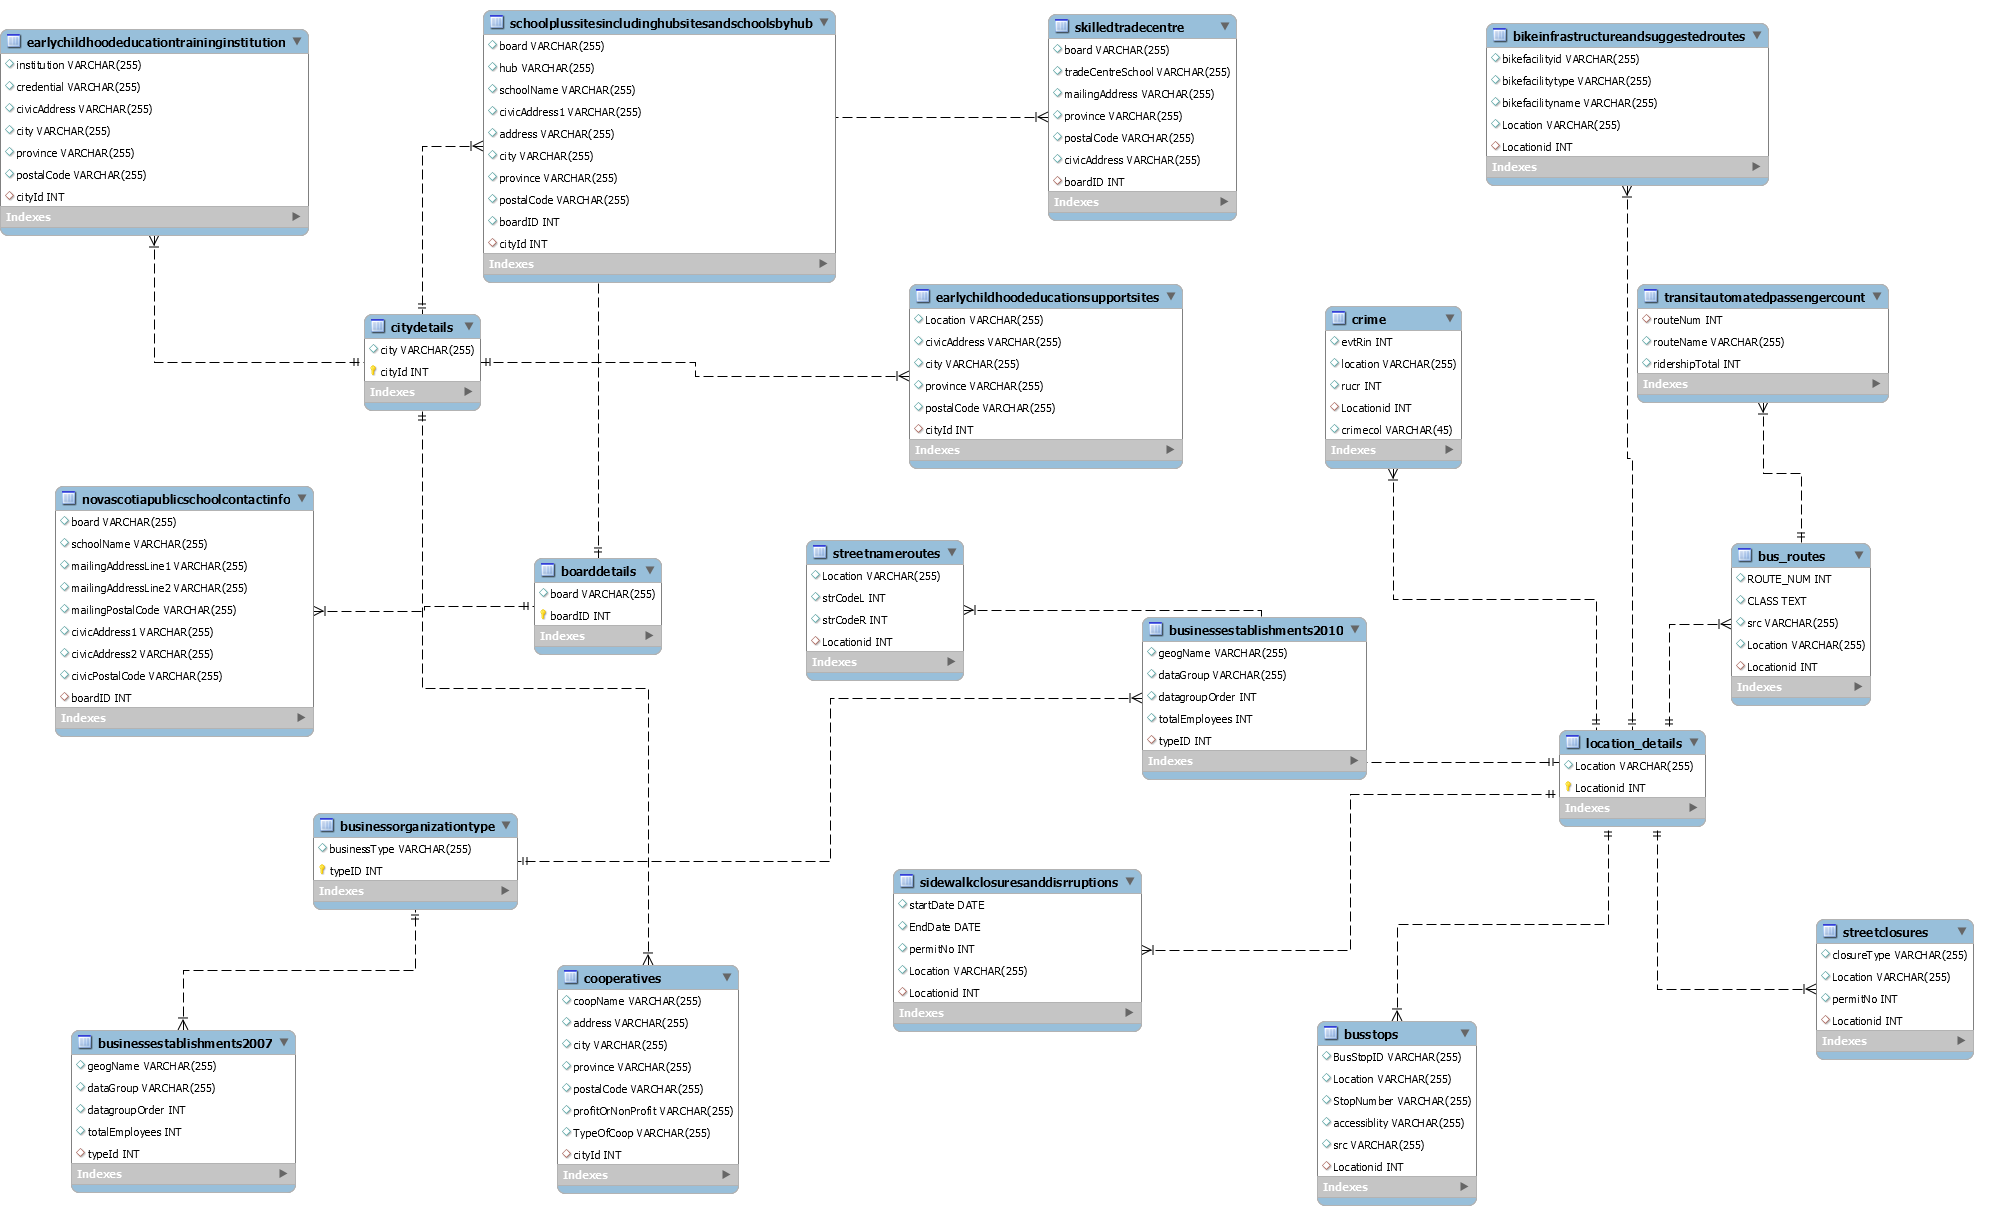 earlychildhoodeducationtraininginstitution
institution VARCHAR(255)
credential VARCHAR(255)
civicAddress VARCHAR(255)
city VARCHAR(255)
province VARCHAR(255)
postalCode VARCHAR(255)
cityId INT
Indexes
schoolplussitesincludinghubsitesandschoolsbyhub
board VARCHAR(255)
hub VARCHAR(255)
schoolName VARCHAR(255)
civicAddress1 VARCHAR(255)
address VARCHAR(255)
city VARCHAR(255)
province VARCHAR(255)
postalCode VARCHAR(255)
boardID INT
cityId INT
Indexes
skilledtradecentre
board VARCHAR(255)
tradeCentreSchool VARCHAR(255)
mailingAddress VARCHAR(255)
province VARCHAR(255)
postalCode VARCHAR(255)
civicAddress VARCHAR(255)
boardID INT
Indexes
bikeinfrastructureandsuggestedroutes
bikefacilityid VARCHAR(255)
bikefacilitytype VARCHAR(255)
bikefacilityname VARCHAR(255)
Location VARCHAR(255)
Locationid INT
Indexes
citydetails
city VARCHAR(255)
cityId INT
Indexes
earlychildhoodeducationsupportsites
Location VARCHAR(255)
civicAddress VARCHAR(255)
city VARCHAR(255)
province VARCHAR(255)
postalCode VARCHAR(255)
cityId INT
Indexes
crime
evtRin INT
location VARCHAR(255)
rucr INT
Locationid INT
crimecol VARCHAR(45)
Indexes
transitautomatedpassengercount
routeNum INT
routeName VARCHAR(255)
ridershipTotal INT
Indexes
novascotiapublicschoolcontactinfo
board VARCHAR(255)
schoolName VARCHAR(255)
mailingAddressLine1 VARCHAR(255)
mailingAddressLine2 VARCHAR(255)
mailingPostalCode VARCHAR(255)
civicAddress1 VARCHAR(255)
civicAddress2 VARCHAR(255)
civicPostalCode VARCHAR(255)
boardID INT
Indexes
boarddetails
board VARCHAR(255)
boardID INT
Indexes
streetnameroutes
Location VARCHAR(255)
strCodeL INT
strCodeR INT
Locationid INT
Indexes
businessestablishments2010
geogName VARCHAR(255)
dataGroup VARCHAR(255)
datagroupOrder INT
totalEmployees INT
typeID INT
Indexes
bus_routes
ROUTE_NUM INT
CLASS TEXT
src VARCHAR(255)
Location VARCHAR(255)
Locationid INT
Indexes
location_details
Location VARCHAR(255)
Locationid INT
Indexes
businessorganizationtype
businessType VARCHAR(255)
typeID INT
Indexes
sidewalkclosuresanddisrruptions
startDate DATE
EndDate DATE
permitNo INT
Location VARCHAR(255)
Locationid INT
Indexes
streetclosures
closureType VARCHAR(255)
Location VARCHAR(255)
permitNo INT
Locationid INT
Indexes
businessestablishments2007
geogName VARCHAR(255)
dataGroup VARCHAR(255)
datagroupOrder INT
totalEmployees INT
typeId INT
Indexes
cooperatives
coopName VARCHAR(255)
address VARCHAR(255)
city VARCHAR(255)
province VARCHAR(255)
postalCode VARCHAR(255)
profitOrNonProfit VARCHAR(255)
TypeOfCoop VARCHAR(255)
cityId INT
Indexes
busstops
BusStopID VARCHAR(255)
Location VARCHAR(255)
StopNumber VARCHAR(255)
accessiblity VARCHAR(255)
src VARCHAR(255)
Locationid INT
Indexes